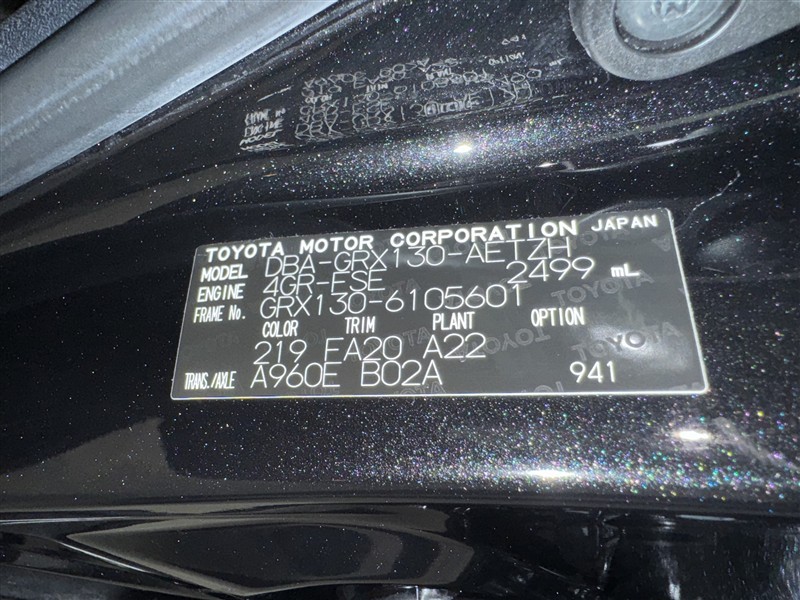 TOYOTA MOTOR CORPORATION JAPAN
MODEL DBA-GRX130-AETZH
ENGINE 4GR-FSE 2499 mL
FRAME No. GRX130-6105601
COLOR TRIM PLANT OPTION
219 FA20 A22
TRANS./AXLE A960E B02A 941